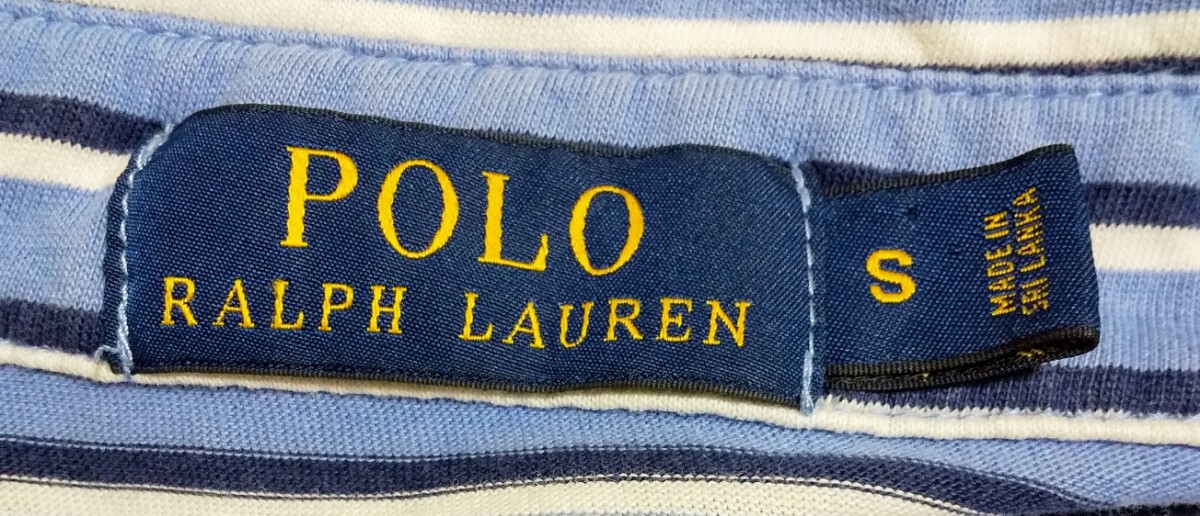 POLO
RALPH LAUREN
S
MADE IN
SRI LANKA